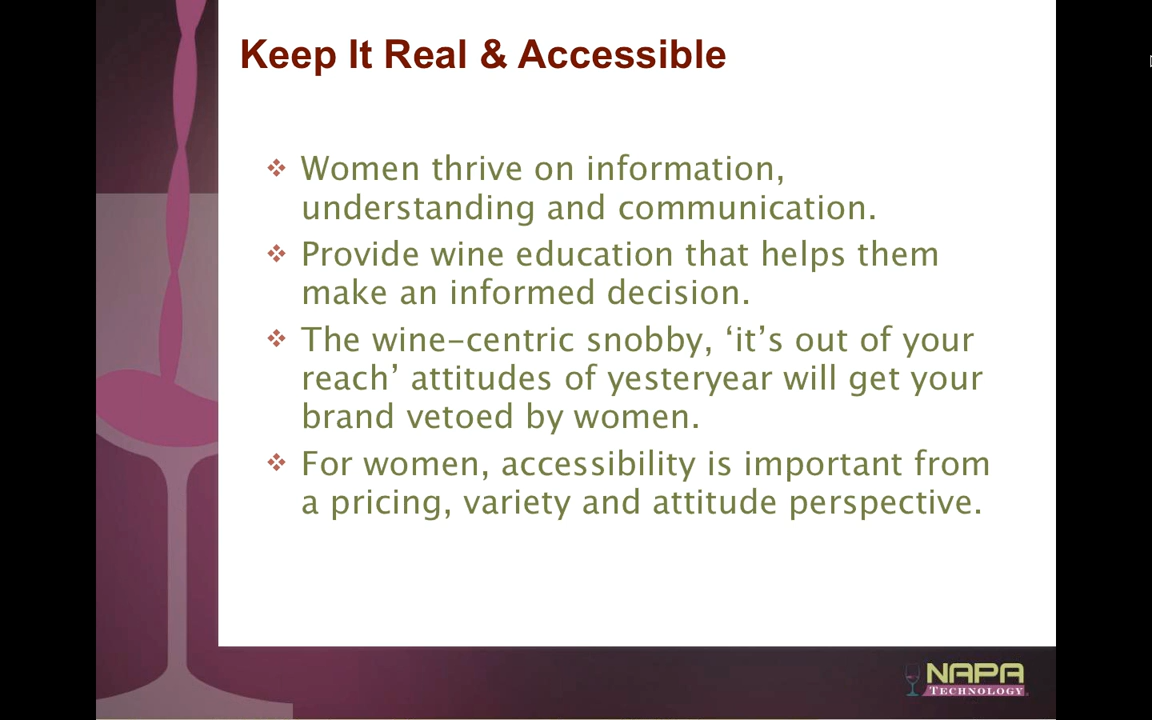 Keep It Real & Accessible
Women thrive on information,
understanding and communication.
Provide wine education that helps them
make an informed decision.
The wine-centric snobby, ‘it’s out of your
reach’ attitudes of yesteryear will get your
brand vetoed by women.
For women, accessibility is important from
a pricing, variety and attitude perspective.
NAPA
TECHNOLOGY